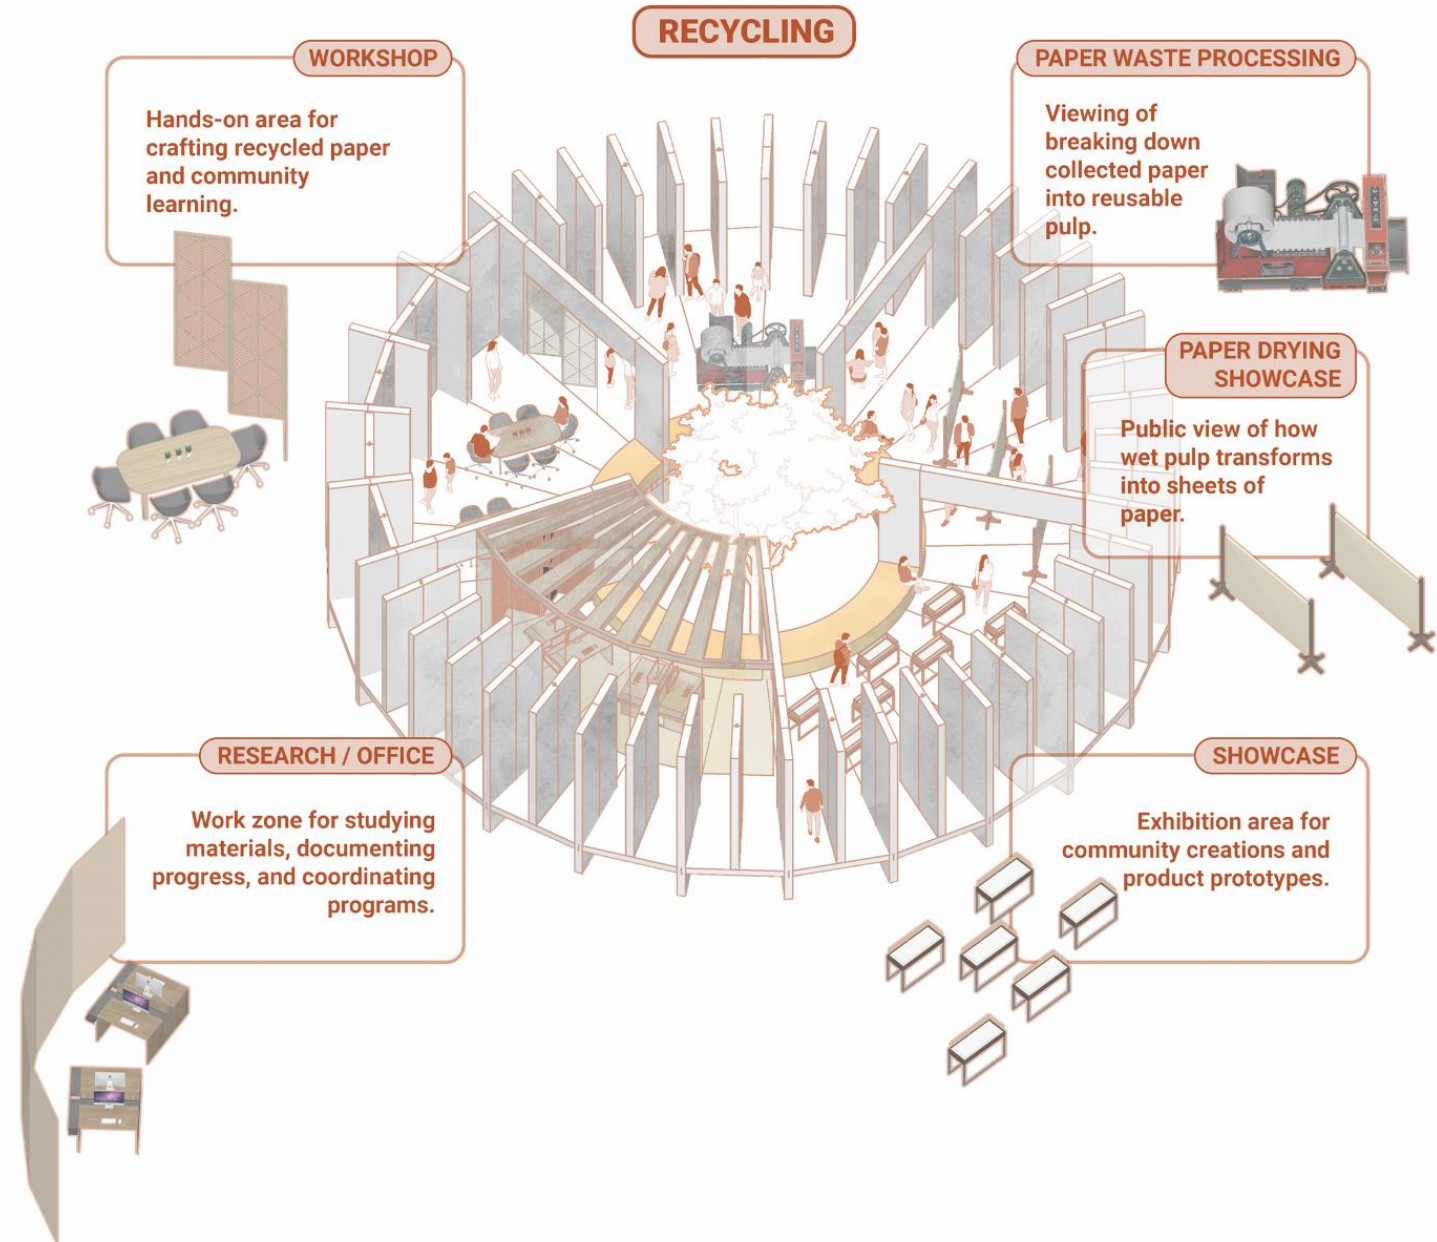 RECYCLING
WORKSHOP
Hands-on area for
crafting recycled paper
and community
learning.
PAPER WASTE PROCESSING
Viewing of
breaking down
collected paper
into reusable
pulp.
PAPER DRYING
SHOWCASE
Public view of how
wet pulp transforms
into sheets of
paper.
RESEARCH / OFFICE
Work zone for studying
materials, documenting
progress, and coordinating
programs.
SHOWCASE
Exhibition area for
community creations and
product prototypes.